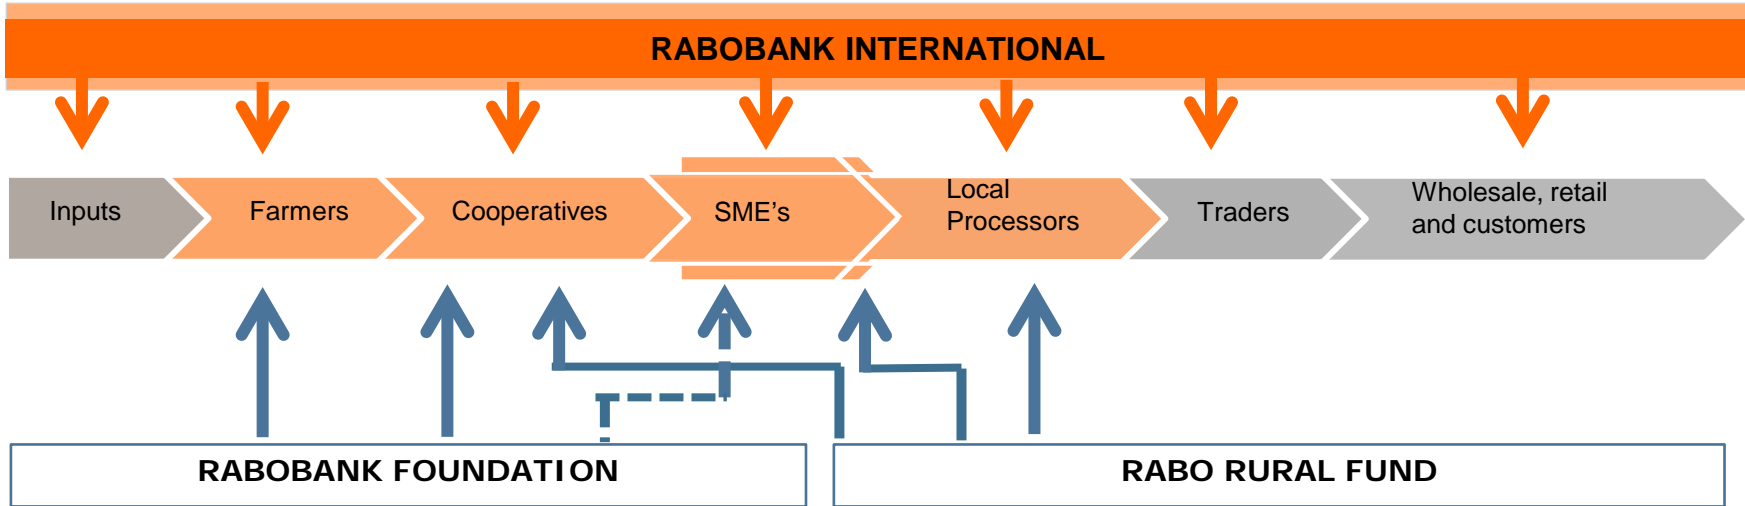 RABOBANK INTERNATIONAL
Inputs
Farmers
Cooperatives
SME's
Local
Processors
Traders
Wholesale, retail
and customers
RABOBANK FOUNDATION
RABO RURAL FUND